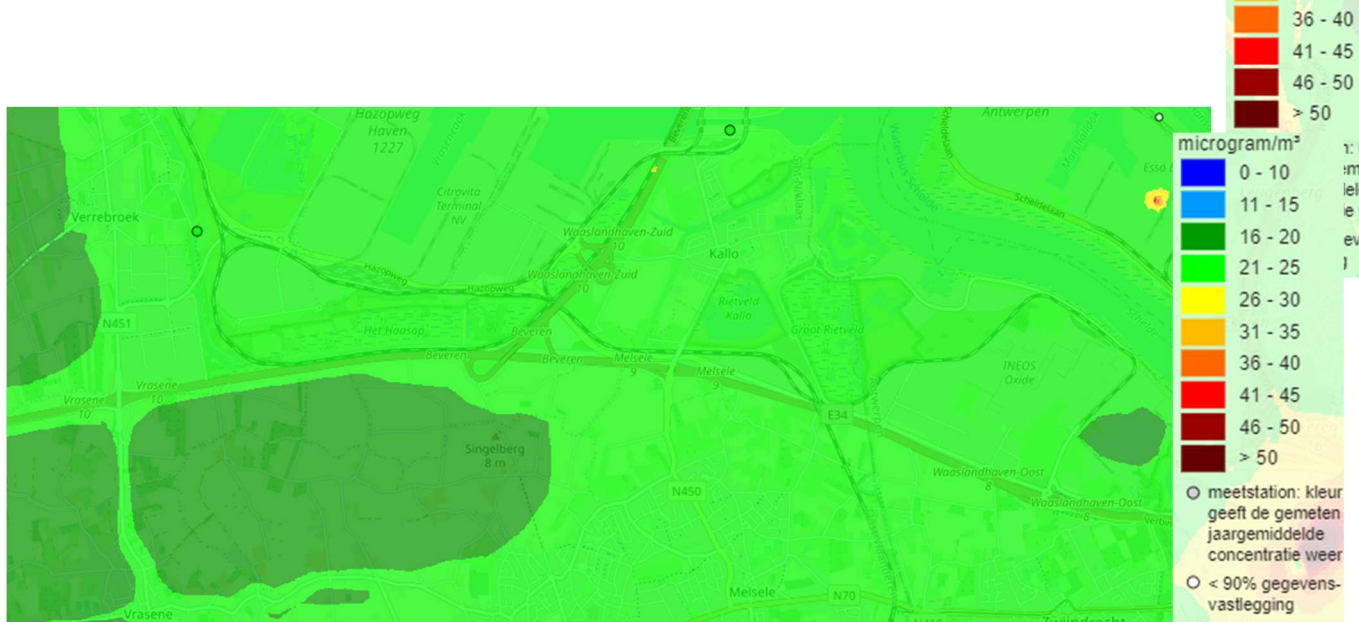 36 - 40
41 - 45
46 - 50
> 50
Hazopweg
Haven
1227
Antwerpen
microgram/m³
0 - 10
11 - 15
16 - 20
21 - 25
26 - 30
31 - 35
36 - 40
41 - 45
46 - 50
> 50
meetstation: kleur
geeft de gemeten
jaargemiddelde
concentratie weer
< 90% gegevens-
vastlegging
Citrovita
Terminal
NV
Scheldelaan
Verrebroek
Waaslandhaven-Zuid
10
Kallo
Hazopweg
Waaslandhaven-Zuid
10
Hazopweg
Rietveld
Kallo
N451
Het Haasop
Beveren
Groot Rietveld
Beveren
Beveren
Melsele
9
Melsele
9
INEOS
Oxide
Vrasene
10
Vrasene
10
E34
Singelberg
8 m
Waaslandhaven-Oost
8
N450
Waaslandhaven-Oost
8
Melsele
N70
Vrasene